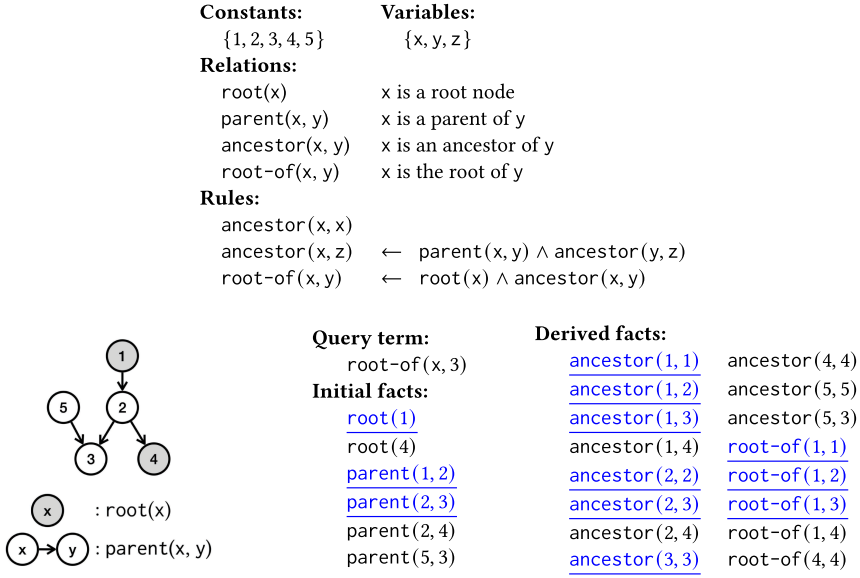 Constants: Variables:
{1, 2, 3, 4, 5} {x, y, z}
Relations:
root(x) x is a root node
parent(x, y) x is a parent of y
ancestor(x, y) x is an ancestor of y
root-of(x, y) x is the root of y
Rules:
ancestor(x, x)
ancestor(x, z) ← parent(x, y) ∧ ancestor(y, z)
root-of(x, y) ← root(x) ∧ ancestor(x, y)
1
5 2
3 4
x : root(x)
x y : parent(x, y)
Query term:
root-of(x, 3)
Initial facts:
root(1)
root(4)
parent(1, 2)
parent(2, 3)
parent(2, 4)
parent(5, 3)
Derived facts:
ancestor(1, 1) ancestor(4, 4)
ancestor(1, 2) ancestor(5, 5)
ancestor(1, 3) ancestor(5, 3)
ancestor(1, 4) root-of(1, 1)
ancestor(2, 2) root-of(1, 2)
ancestor(2, 3) root-of(1, 3)
ancestor(2, 4) root-of(1, 4)
ancestor(3, 3) root-of(4, 4)